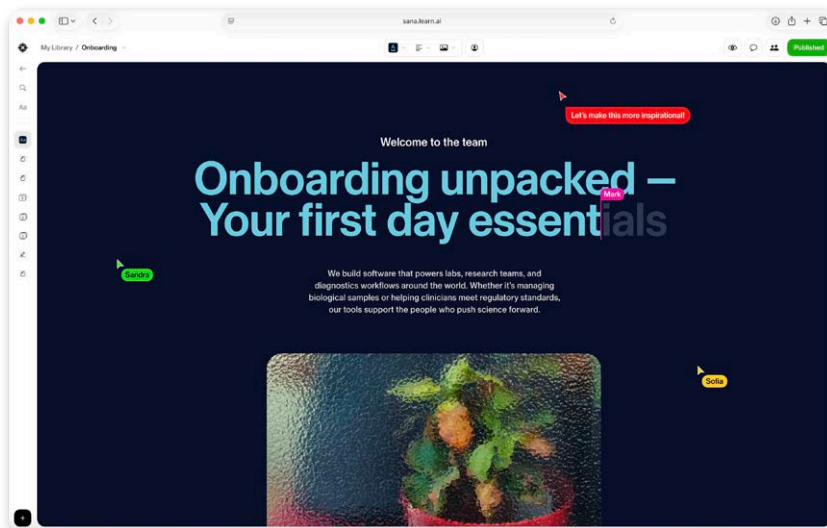 sana.learn.ai
My Library / Onboarding
Published
Aa
Let's make this more inspirational!
Welcome to the team
Onboarding unpacked –
Mark
Your first day essentials
Sandra
We build software that powers labs, research teams, and
diagnostics workflows around the world. Whether it's managing
biological samples or helping clinicians meet regulatory standards,
our tools support the people who push science forward.
Sofia